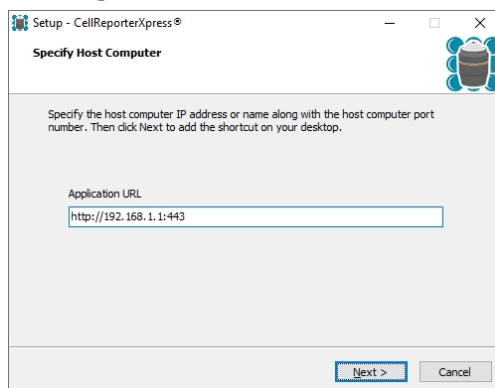 Setup - CellReporterXpress®
Specify Host Computer
Specify the host computer IP address or name along with the host computer port
number. Then click Next to add the shortcut on your desktop.
Application URL
http://192.168.1.1:443
Next >
Cancel